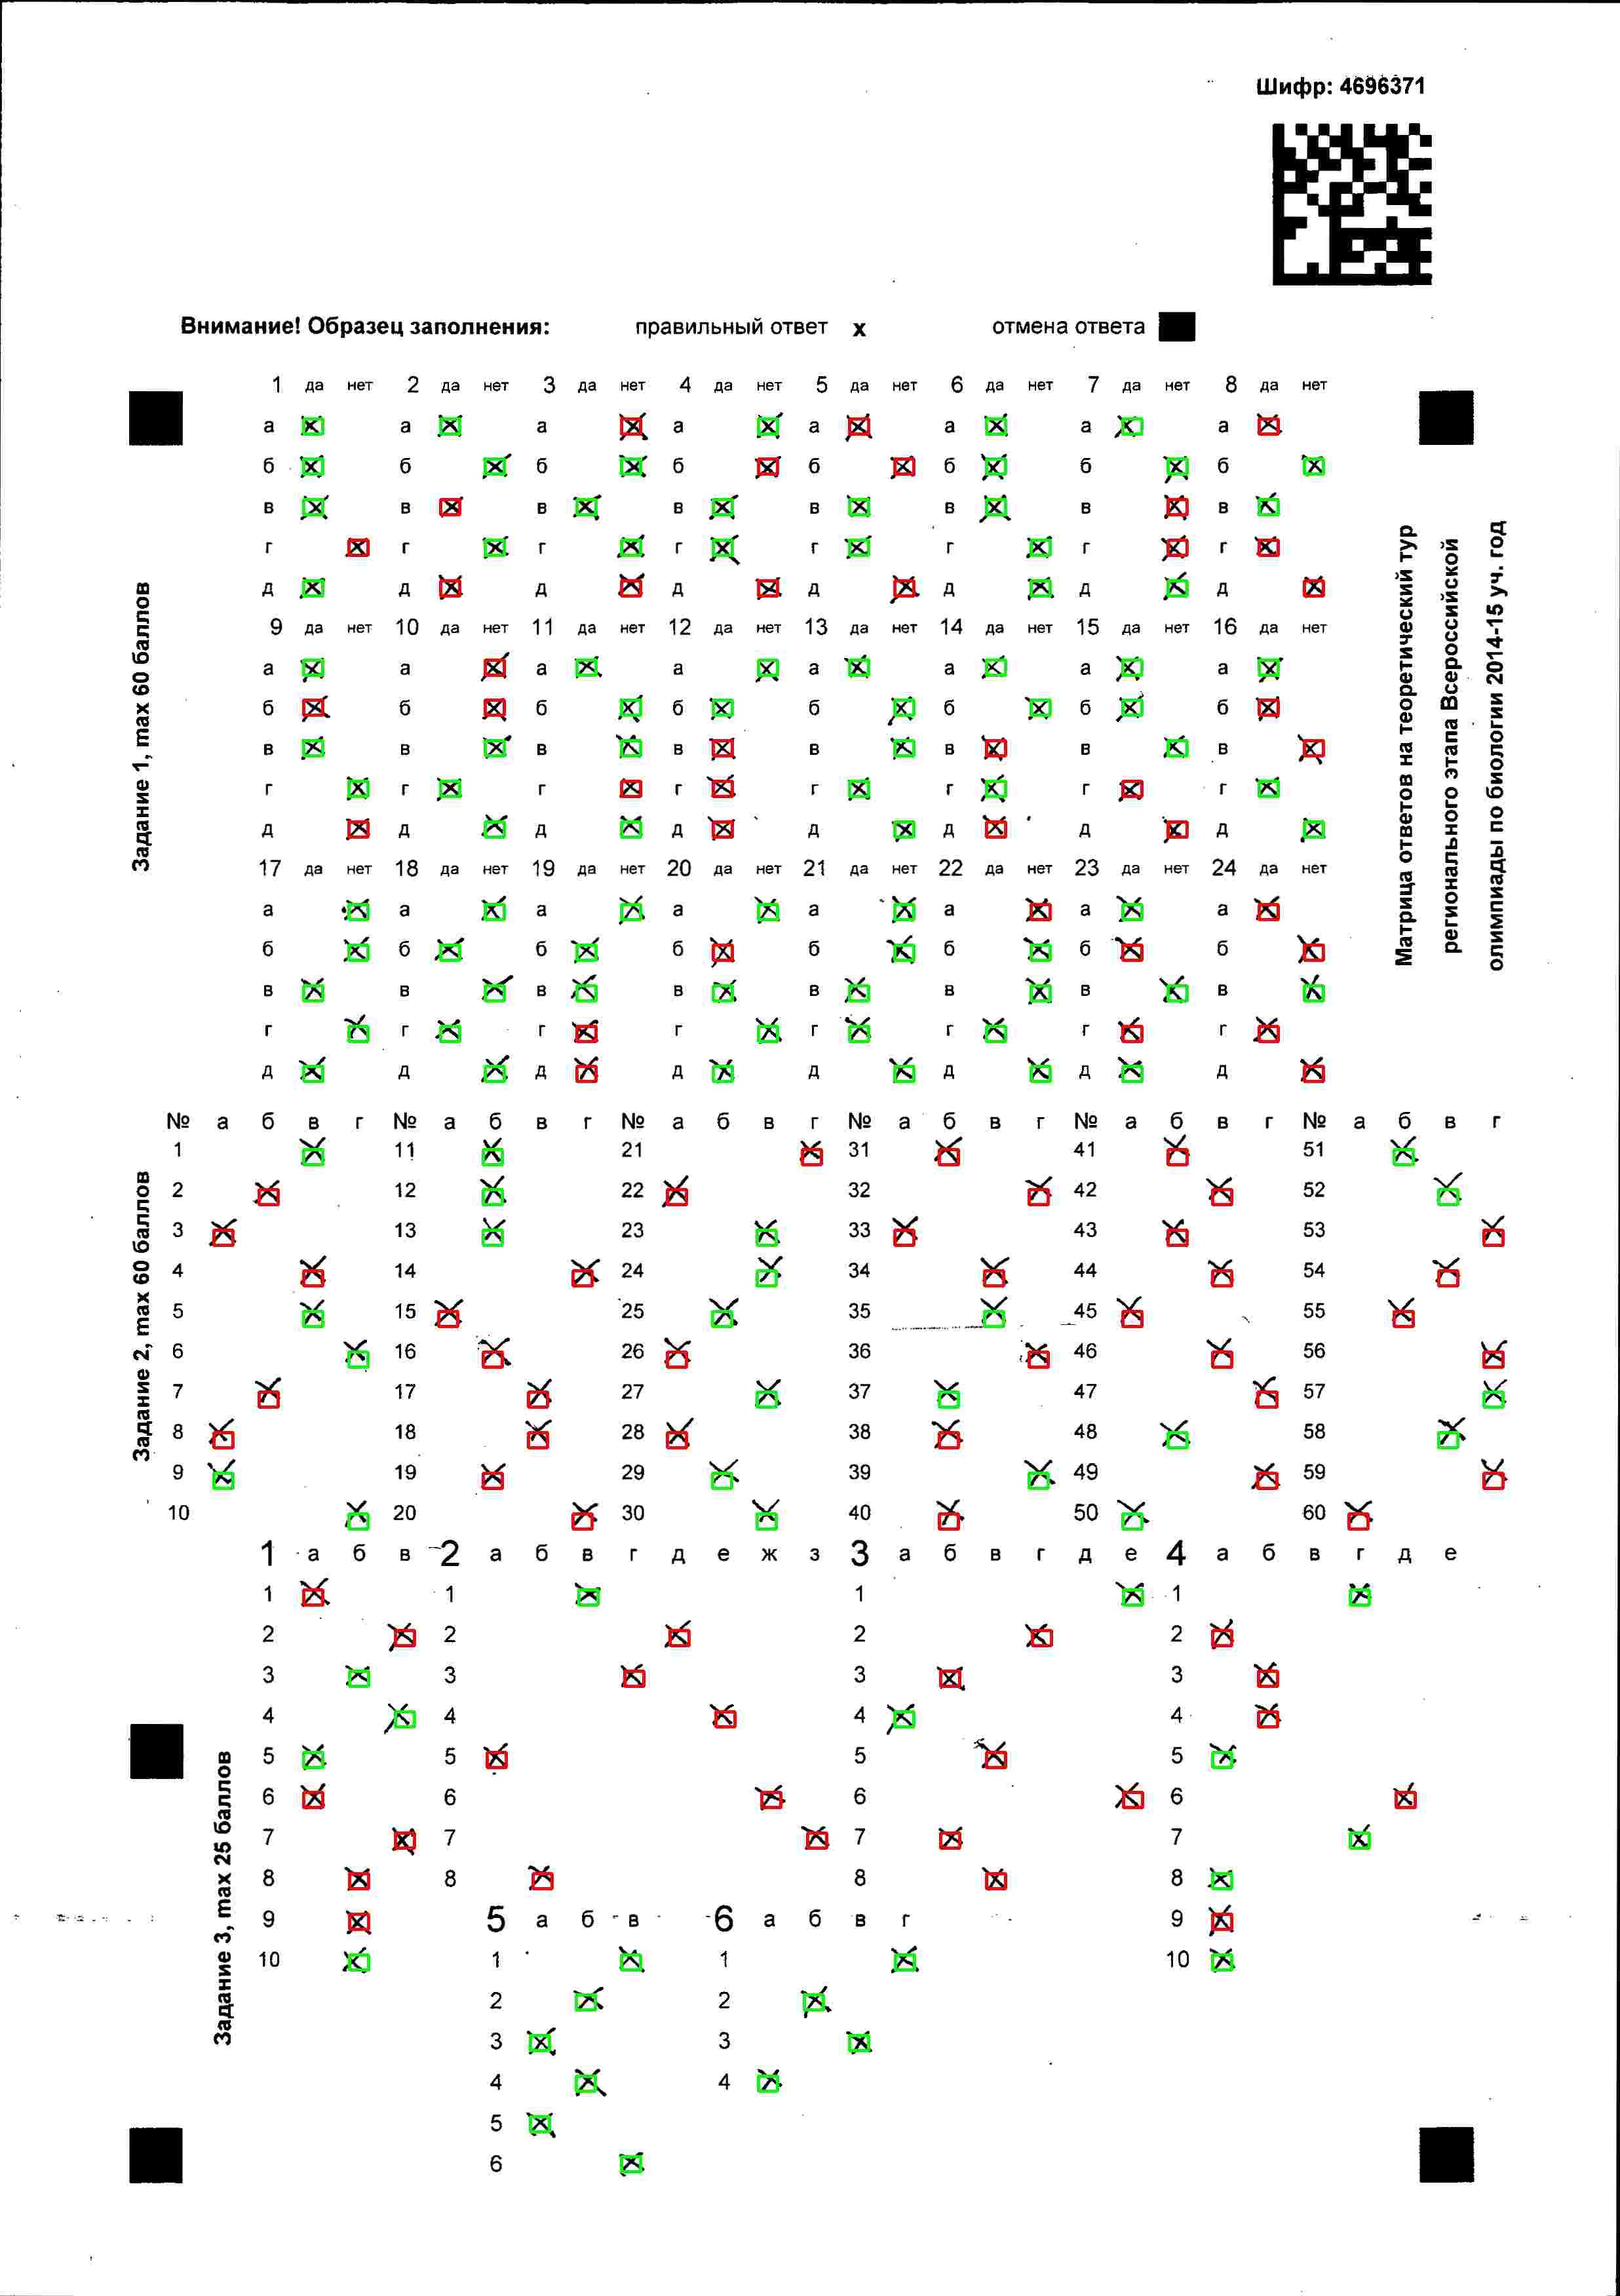 Шифр: 4696371
Внимание! Образец заполнения: правильный ответ x отмена ответа
1 да нет 2 да нет 3 да нет 4 да нет 5 да нет 6 да нет 7 да нет 8 да нет
а а а а а а а а
б б б б б б б б
в в в в в в в в
г г г г г г г г
д д д д д д д д
9 да нет 10 да нет 11 да нет 12 да нет 13 да нет 14 да нет 15 да нет 16 да нет
а а а а а а а а
б б б б б б б б
в в в в в в в в
г г г г г г г г
д д д д д д д д
17 да нет 18 да нет 19 да нет 20 да нет 21 да нет 22 да нет 23 да нет 24 да нет
а а а а а а а а
б б б б б б б б
в в в в в в в в
г г г г г г г г
д д д д д д д д
Задание 1, max 60 баллов
Матрица ответов на теоретический тур
регионального этапа Всероссийской
олимпиады по биологии 2014-15 уч. год
№ а б в г № а б в г № а б в г № а б в г № а б в г № а б в г
1 11 21 31 41 51
2 12 22 32 42 52
3 13 23 33 43 53
4 14 24 34 44 54
5 15 25 35 45 55
6 16 26 36 46 56
7 17 27 37 47 57
8 18 28 38 48 58
9 19 29 39 49 59
10 20 30 40 50 60
Задание 2, max 60 баллов
1 а б в 2 а б в г д е ж з 3 а б в г д е 4 а б в г д е
1 1 1 1
2 2 2 2
3 3 3 3
4 4 4 4
5 5 5 5
6 6 6 6
7 7 7 7
8 8 8 8
9 5 а б в 6 а б в г 9
10 1 1 10
2 2
3 3
4 4
5
6
Задание 3, max 25 баллов